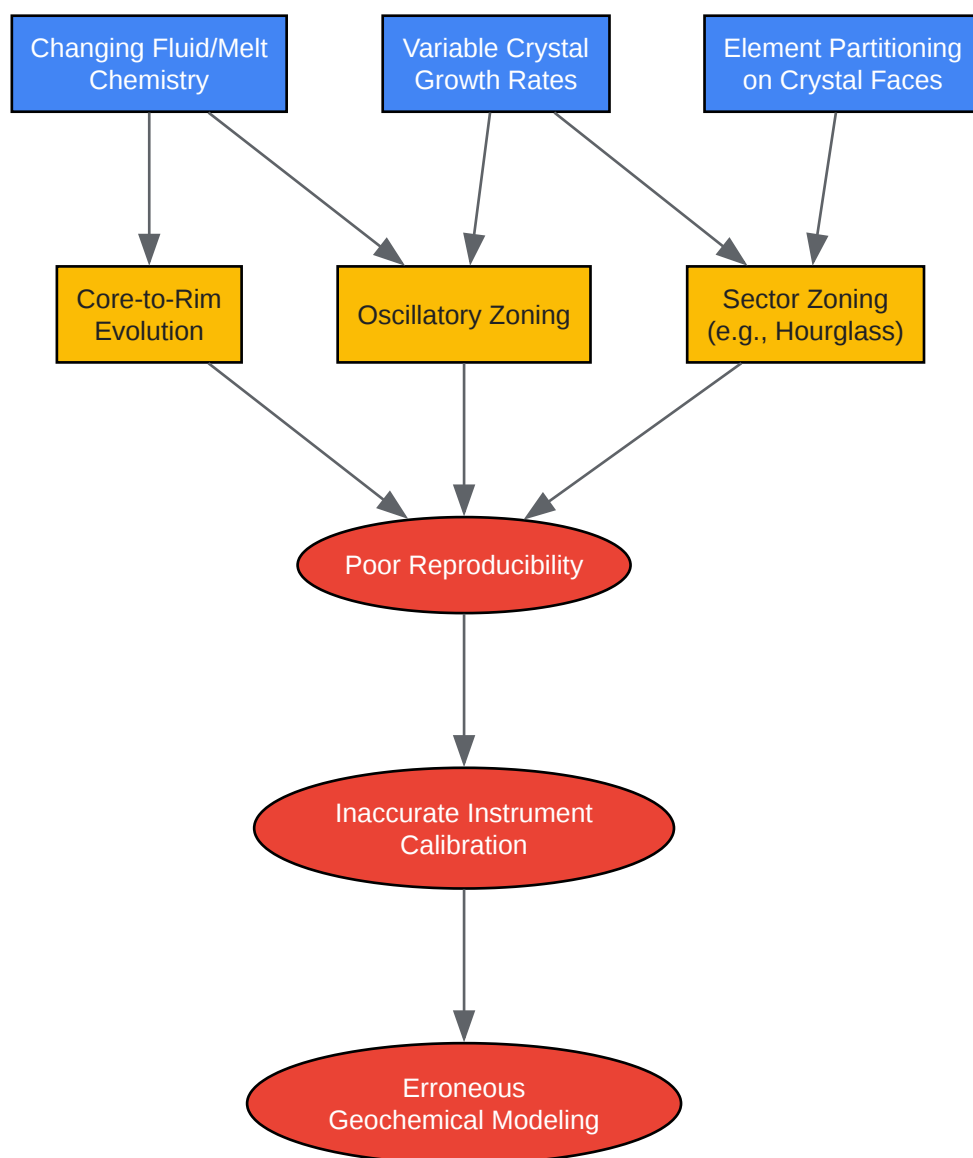 Changing Fluid/Melt
Chemistry
Variable Crystal
Growth Rates
Element Partitioning
on Crystal Faces
Core-to-Rim
Evolution
Oscillatory Zoning
Sector Zoning
(e.g., Hourglass)
Poor Reproducibility
Inaccurate Instrument
Calibration
Erroneous
Geochemical Modeling